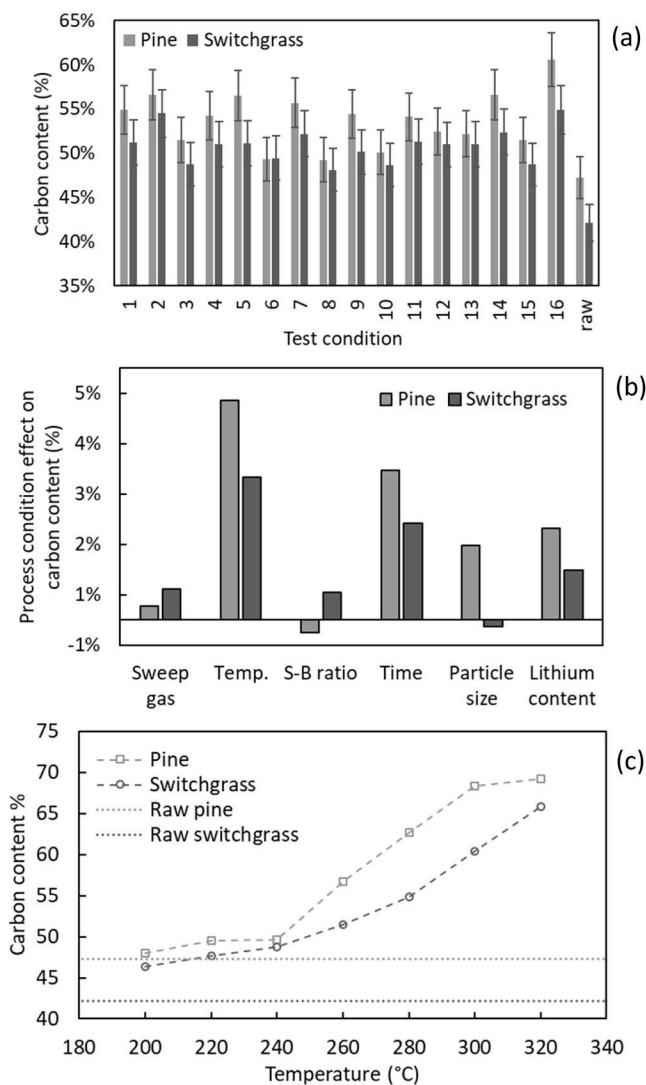 65%
60%
55%
50%
45%
40%
35%
Carbon content (%)
Pine
Switchgrass
(a)
1
2
3
4
5
6
7
8
9
10
11
12
13
14
15
16
raw
Test condition
5%
4%
3%
2%
1%
-1%
Process condition effect on
carbon content (%)
Pine
Switchgrass
(b)
Sweep
gas
Temp.
S-B ratio
Time
Particle
size
Lithium
content
75
70
65
60
55
50
45
40
Carbon content %
Pine
Switchgrass
Raw pine
Raw switchgrass
(c)
180
200
220
240
260
280
300
320
340
Temperature (°C)